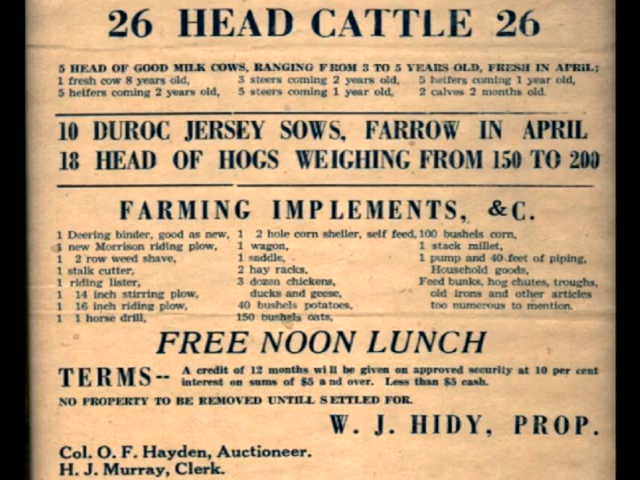 26 HEAD CATTLE 26
5 HEAD OF GOOD MILK COWS, RANGING FROM 3 TO 5 YEARS OLD, FRESH IN APRIL;
1 fresh cow 8 years old, 3 steers coming 2 years old, 5 heifers coming 1 year old,
5 heifers coming 2 years old, 5 steers coming 1 year old, 2 calves 2 months old.
10 DUROC JERSEY SOWS, FARROW IN APRIL
18 HEAD OF HOGS WEIGHING FROM 150 TO 200
FARMING IMPLEMENTS, &C.
1 Deering binder, good as new,
1 new Morrison riding plow,
1 2 row weed shave,
1 stalk cutter,
1 riding lister,
1 14 inch stirring plow,
1 16 inch riding plow,
1 1 horse drill,
1 2 hole corn sheller, self feed,
1 wagon,
1 saddle,
2 hay racks,
3 dozen chickens,
ducks and geese,
40 bushels potatoes,
150 bushels oats,
100 bushels corn,
1 stack millet,
1 pump and 40 feet of piping,
Household goods,
Feed bunks, hog chutes, troughs,
old irons and other articles
too numerous to mention.
FREE NOON LUNCH
TERMS-- A credit of 12 months will be given on approved security at 10 per cent
interest on sums of $5 and over. Less than $5 cash.
NO PROPERTY TO BE REMOVED UNTILL SETTLED FOR.
W. J. HIDY, PROP.
Col. O. F. Hayden, Auctioneer.
H. J. Murray, Clerk.